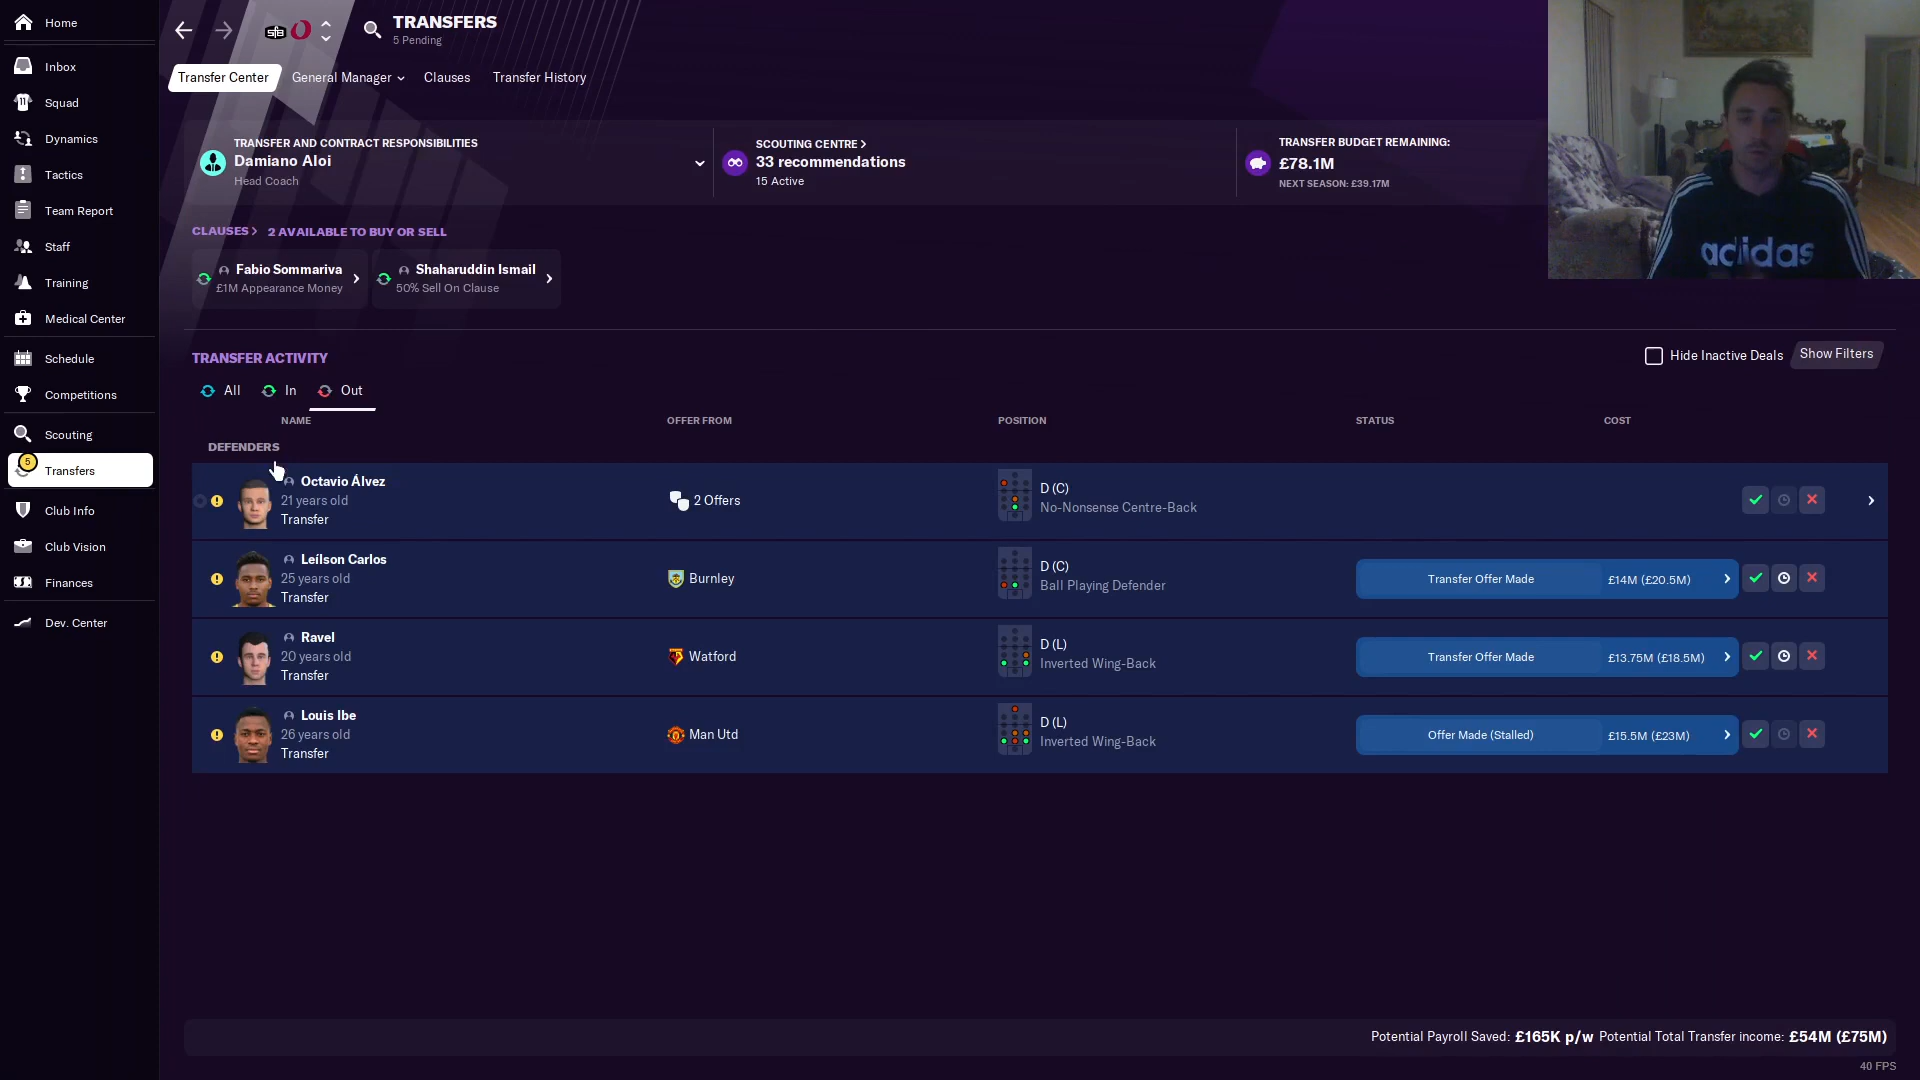 Home
TRANSFERS
5 Pending
Inbox
Transfer Center
General Manager
Clauses
Transfer History
Squad
Dynamics
TRANSFER AND CONTRACT RESPONSIBILITIES
Damiano Aloi
Head Coach
SCOUTING CENTRE
33 recommendations
15 Active
TRANSFER BUDGET REMAINING:
£78.1M
NEXT SEASON: £39.17M
Tactics
Team Report
Staff
Training
Medical Center
Schedule
Competitions
Scouting
5
Transfers
Club Info
Club Vision
Finances
Dev. Center
CLAUSES 2 AVAILABLE TO BUY OR SELL
Fabio Sommariva
£1M Appearance Money
Shaharuddin Ismail
50% Sell On Clause
adidas
TRANSFER ACTIVITY
Hide Inactive Deals
Show Filters
All
In
Out
NAME
OFFER FROM
POSITION
STATUS
COST
DEFENDERS
Octavio Álvez
21 years old
Transfer
2 Offers
D (C)
No-Nonsense Centre-Back
Leílson Carlos
25 years old
Transfer
Burnley
D (C)
Ball Playing Defender
Transfer Offer Made
£14M (£20.5M)
Ravel
20 years old
Transfer
Watford
D (L)
Inverted Wing-Back
Transfer Offer Made
£13.75M (£18.5M)
Louis Ibe
26 years old
Transfer
Man Utd
D (L)
Inverted Wing-Back
Offer Made (Stalled)
£15.5M (£23M)
Potential Payroll Saved: £165K p/w Potential Total Transfer income: £54M (£75M)
40 FPS